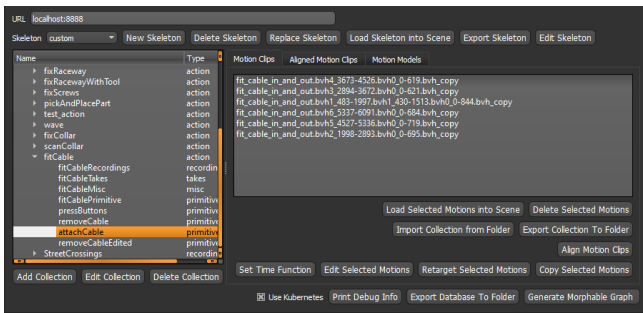 URL localhost:8888
Skeleton custom New Skeleton Delete Skeleton Replace Skeleton Load Skeleton into Scene Export Skeleton Edit Skeleton
Name Type
fixRaceway action
fixRacewayWithTool action
fixScrews action
pickAndPlacePart action
test_action action
wave action
fixCollar action
scanCollar action
fitCable action
fitCableRecordings recordin
fitCableTakes takes
fitCableMisc misc
fitCablePrimitive primitive
pressButtons primitive
removeCable primitive
attachCable primitive
removeCableEdited primitive
StreetCrossings recordin
Add Collection Edit Collection Delete Collection
Motion Clips Aligned Motion Clips Motion Models
fit_cable_in_and_out.bvh4_3673-4526.bvh0_0-619.bvh_copy
fit_cable_in_and_out.bvh3_2894-3672.bvh0_0-621.bvh_copy
fit_cable_in_and_out.bvh1_483-1997.bvh1_430-1513.bvh0_0-844.bvh_copy
fit_cable_in_and_out.bvh6_5337-6091.bvh0_0-684.bvh_copy
fit_cable_in_and_out.bvh5_4527-5336.bvh0_0-719.bvh_copy
fit_cable_in_and_out.bvh2_1998-2893.bvh0_0-695.bvh_copy
Load Selected Motions into Scene Delete Selected Motions
Import Collection from Folder Export Collection To Folder
Align Motion Clips
Set Time Function Edit Selected Motions Retarget Selected Motions Copy Selected Motions
Use Kubernetes Print Debug Info Export Database To Folder Generate Morphable Graph